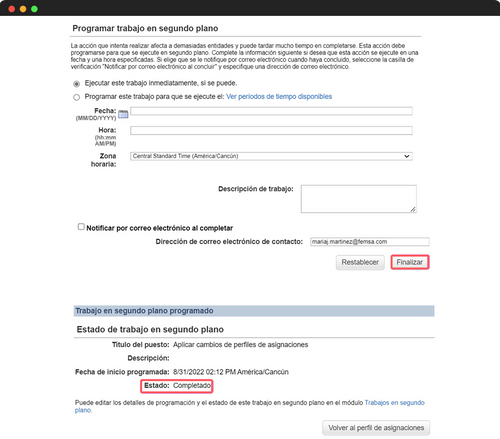 Programar trabajo en segundo plano
La acción que intenta realizar afecta a demasiadas entidades y puede tardar mucho tiempo en completarse. Esta acción debe
programarse para que se ejecute en segundo plano. Complete la información siguiente si desea que esta acción se ejecute en una
fecha y una hora especificadas. Si elige que se le notifique por correo electrónico cuando haya concluido, seleccione la casilla de
verificación "Notificar por correo electrónico al concluir" y especifique una dirección de correo electrónico.
Ejecutar este trabajo inmediatamente, si se puede.
Programar este trabajo para que se ejecute el: Ver períodos de tiempo disponibles
Fecha:
(MM/DD/YYYY)
Hora:
(hh:mm
AM/PM)
Zona
horaria:
Central Standard Time (América/Cancún)
Descripción de trabajo:
Notificar por correo electrónico al completar
Dirección de correo electrónico de contacto: mariaj.martinez@femsa.com
Restablecer Finalizar
Trabajo en segundo plano programado
Estado de trabajo en segundo plano
Título del puesto: Aplicar cambios de perfiles de asignaciones
Descripción:
Fecha de inicio programada: 8/31/2022 02:12 PM América/Cancún
Estado: Completado
Puede editar los detalles de programación y el estado de este trabajo en segundo plano en el módulo Trabajos en segundo
plano.
Volver al perfil de asignaciones